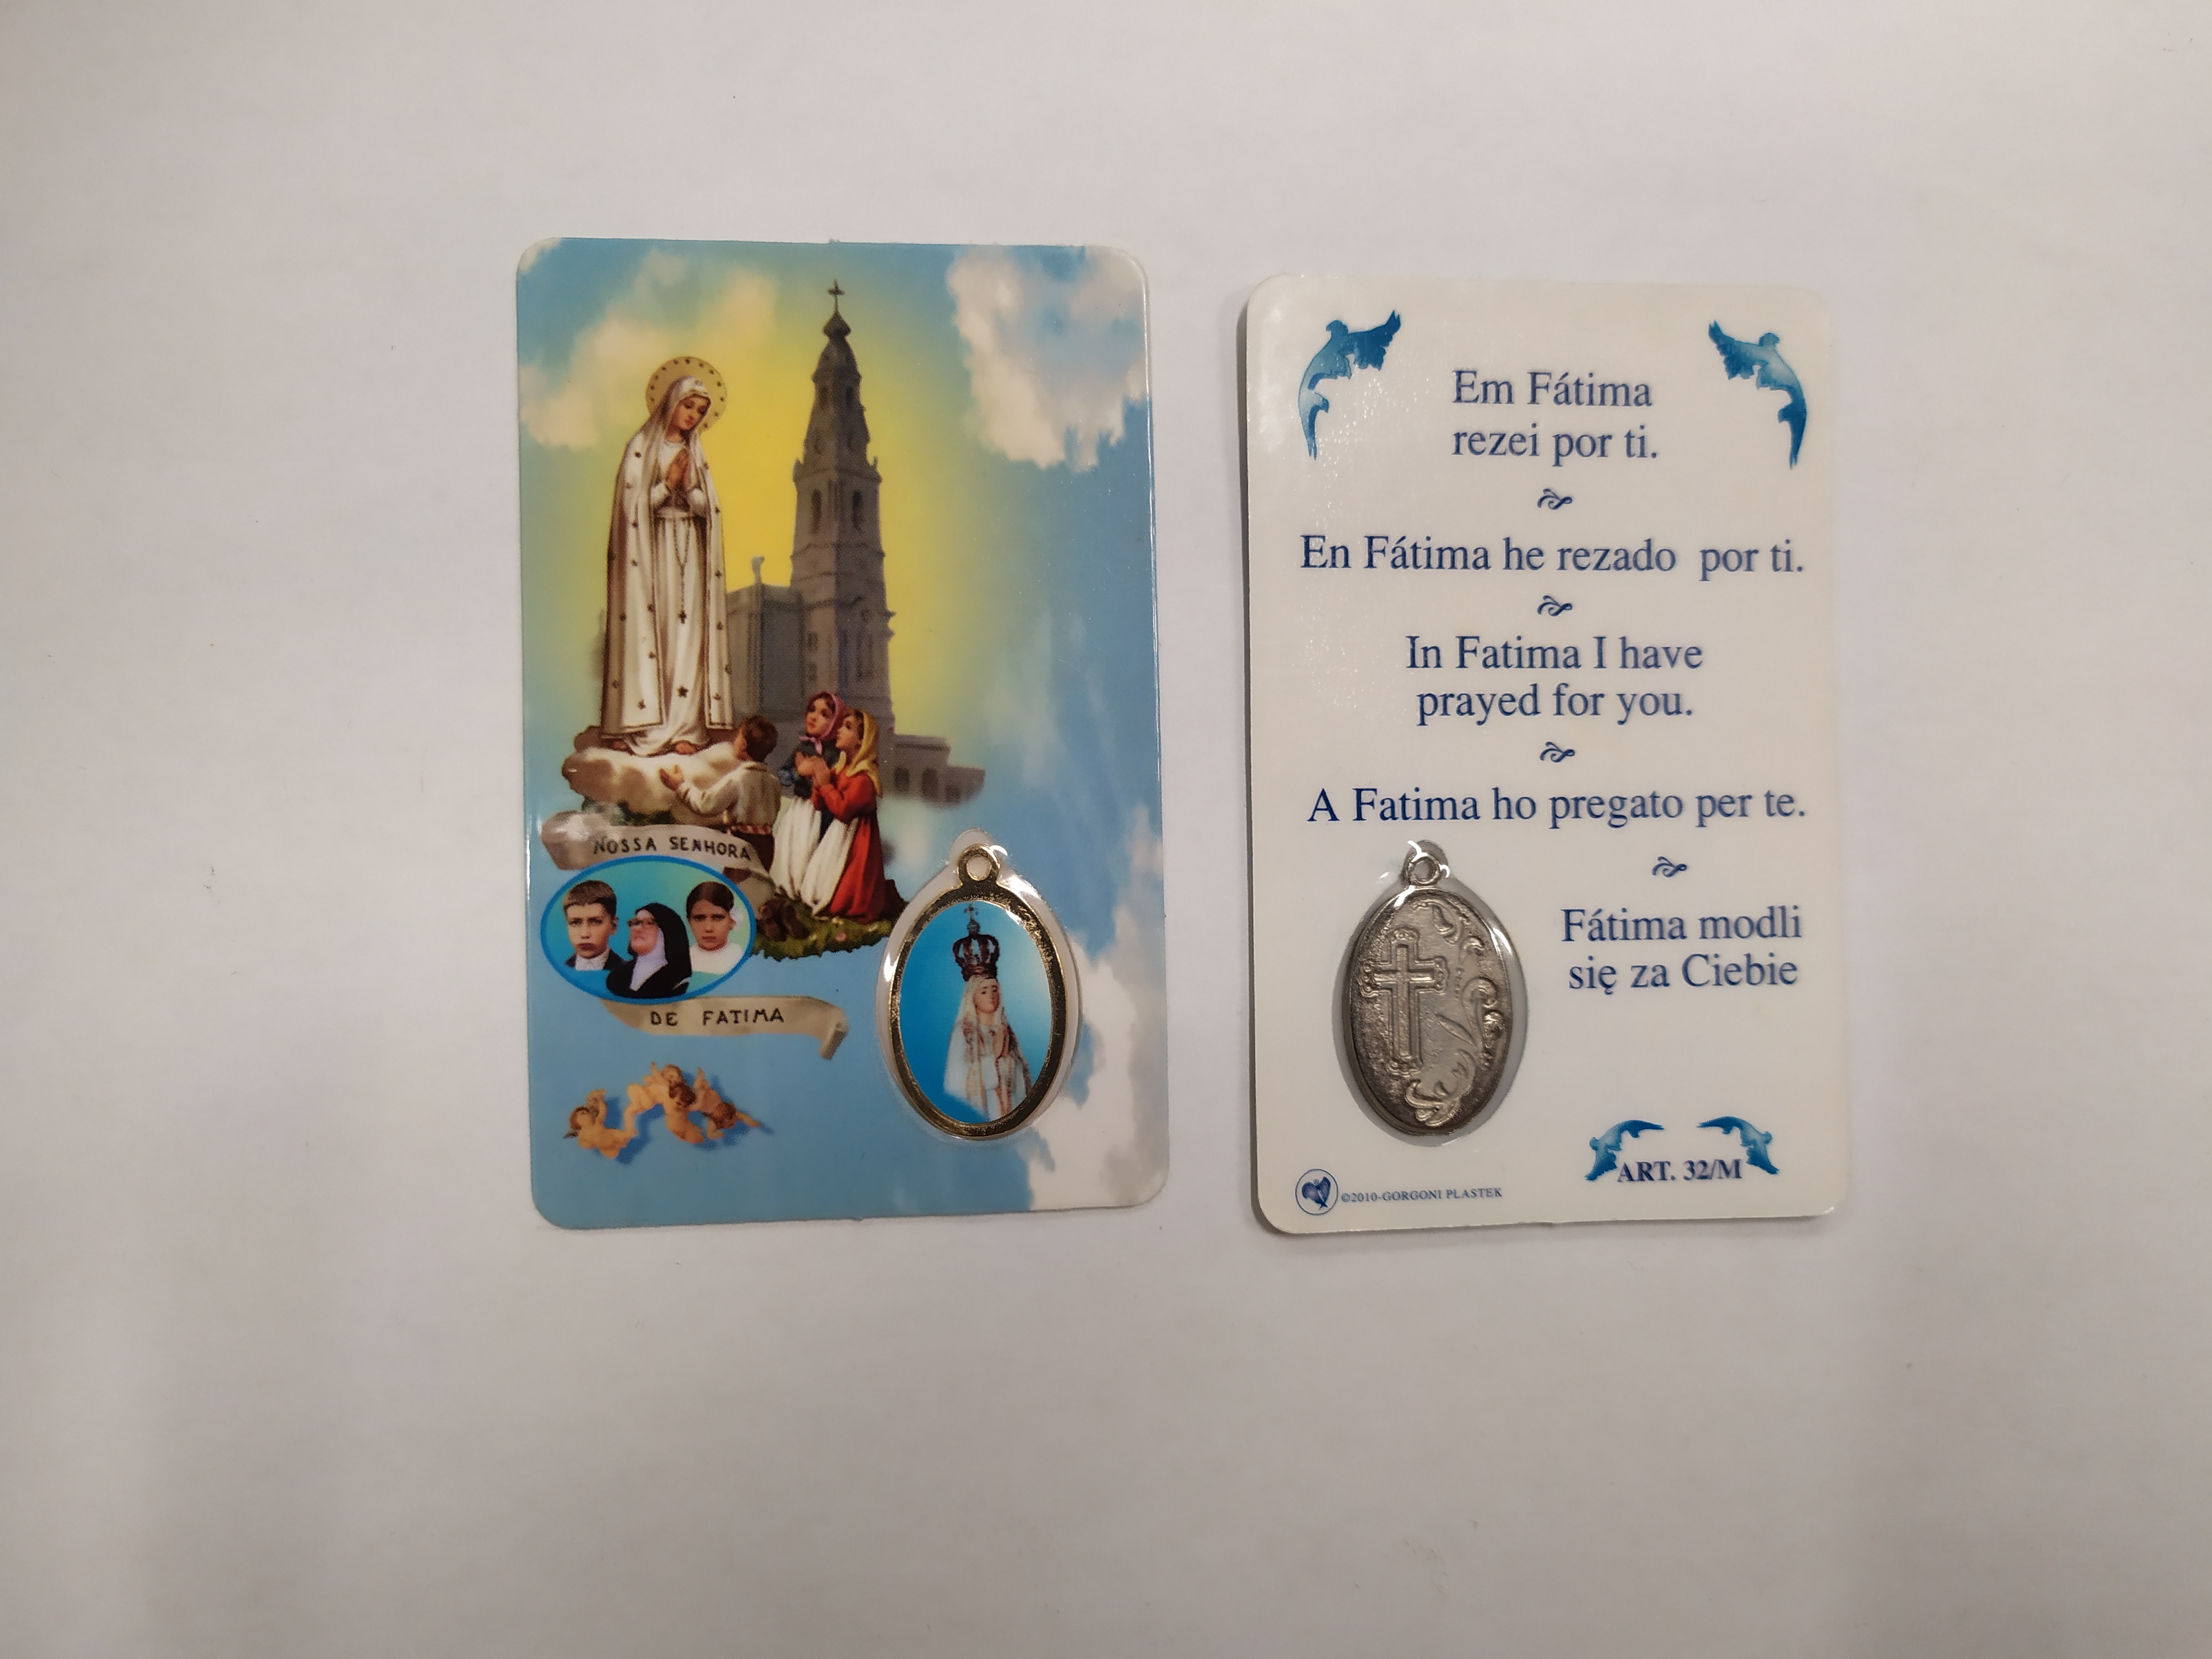 NOSSA SENHORA
DE FATIMA
Em Fátima
rezei por ti.
En Fátima he rezado por ti.
In Fatima I have
prayed for you.
A Fatima ho pregato per te.
Fátima modli
się za Ciebie
©2010-GORGONI PLASTEK
ART. 32/M